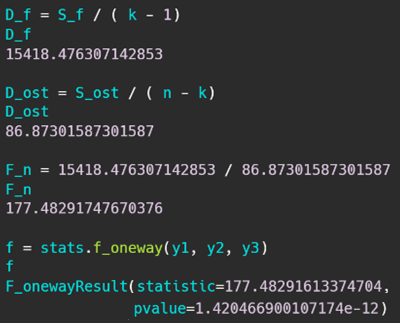 D_f = S_f / ( k - 1)
D_f
15418.476307142853
D_ost = S_ost / ( n - k)
D_ost
86.87301587301587
F_n = 15418.476307142853 / 86.87301587301587
F_n
177.48291747670376
f = stats.f_oneway(y1, y2, y3)
f
F_onewayResult(statistic=177.48291613374704,
pvalue=1.420466900107174e-12)